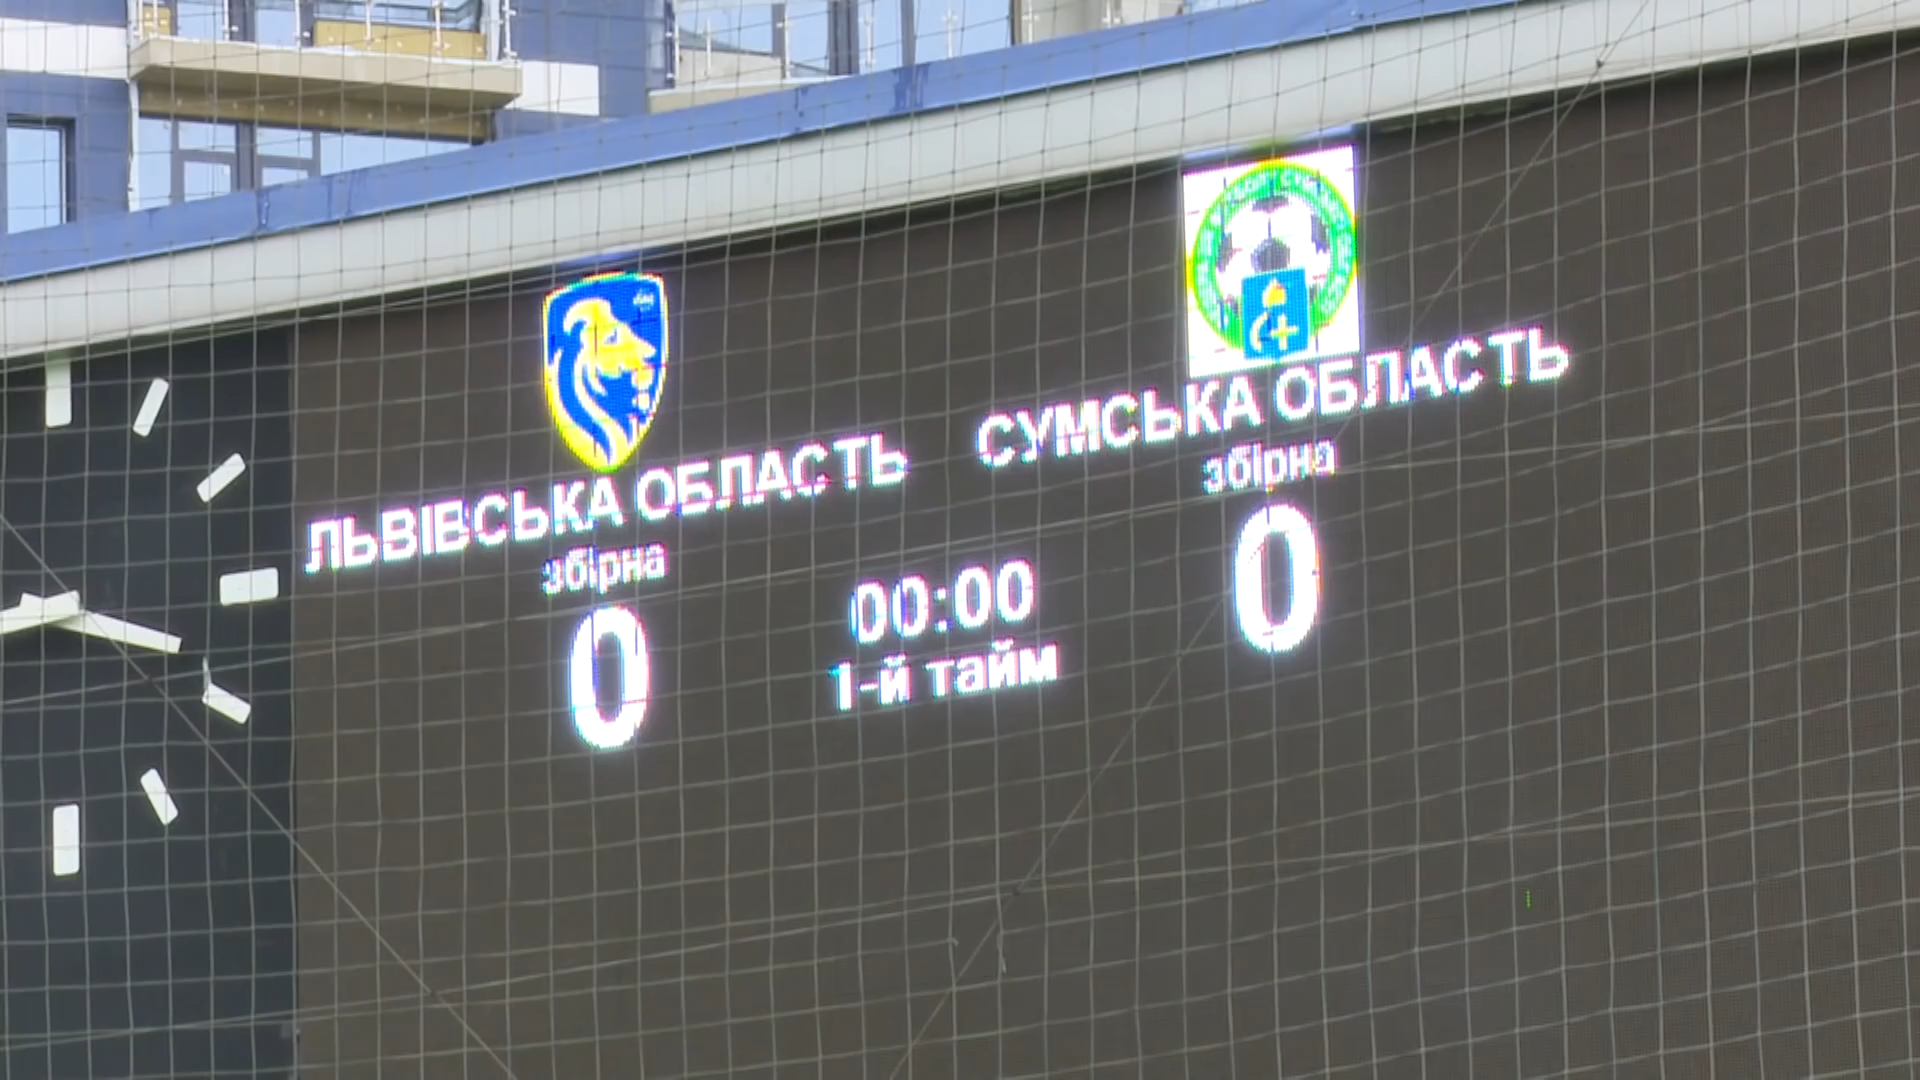 ЛЬВІВСЬКА ОБЛАСТЬ
збірна
0
СУМСЬКА ОБЛАСТЬ
збірна
0
00:00
1-й тайм